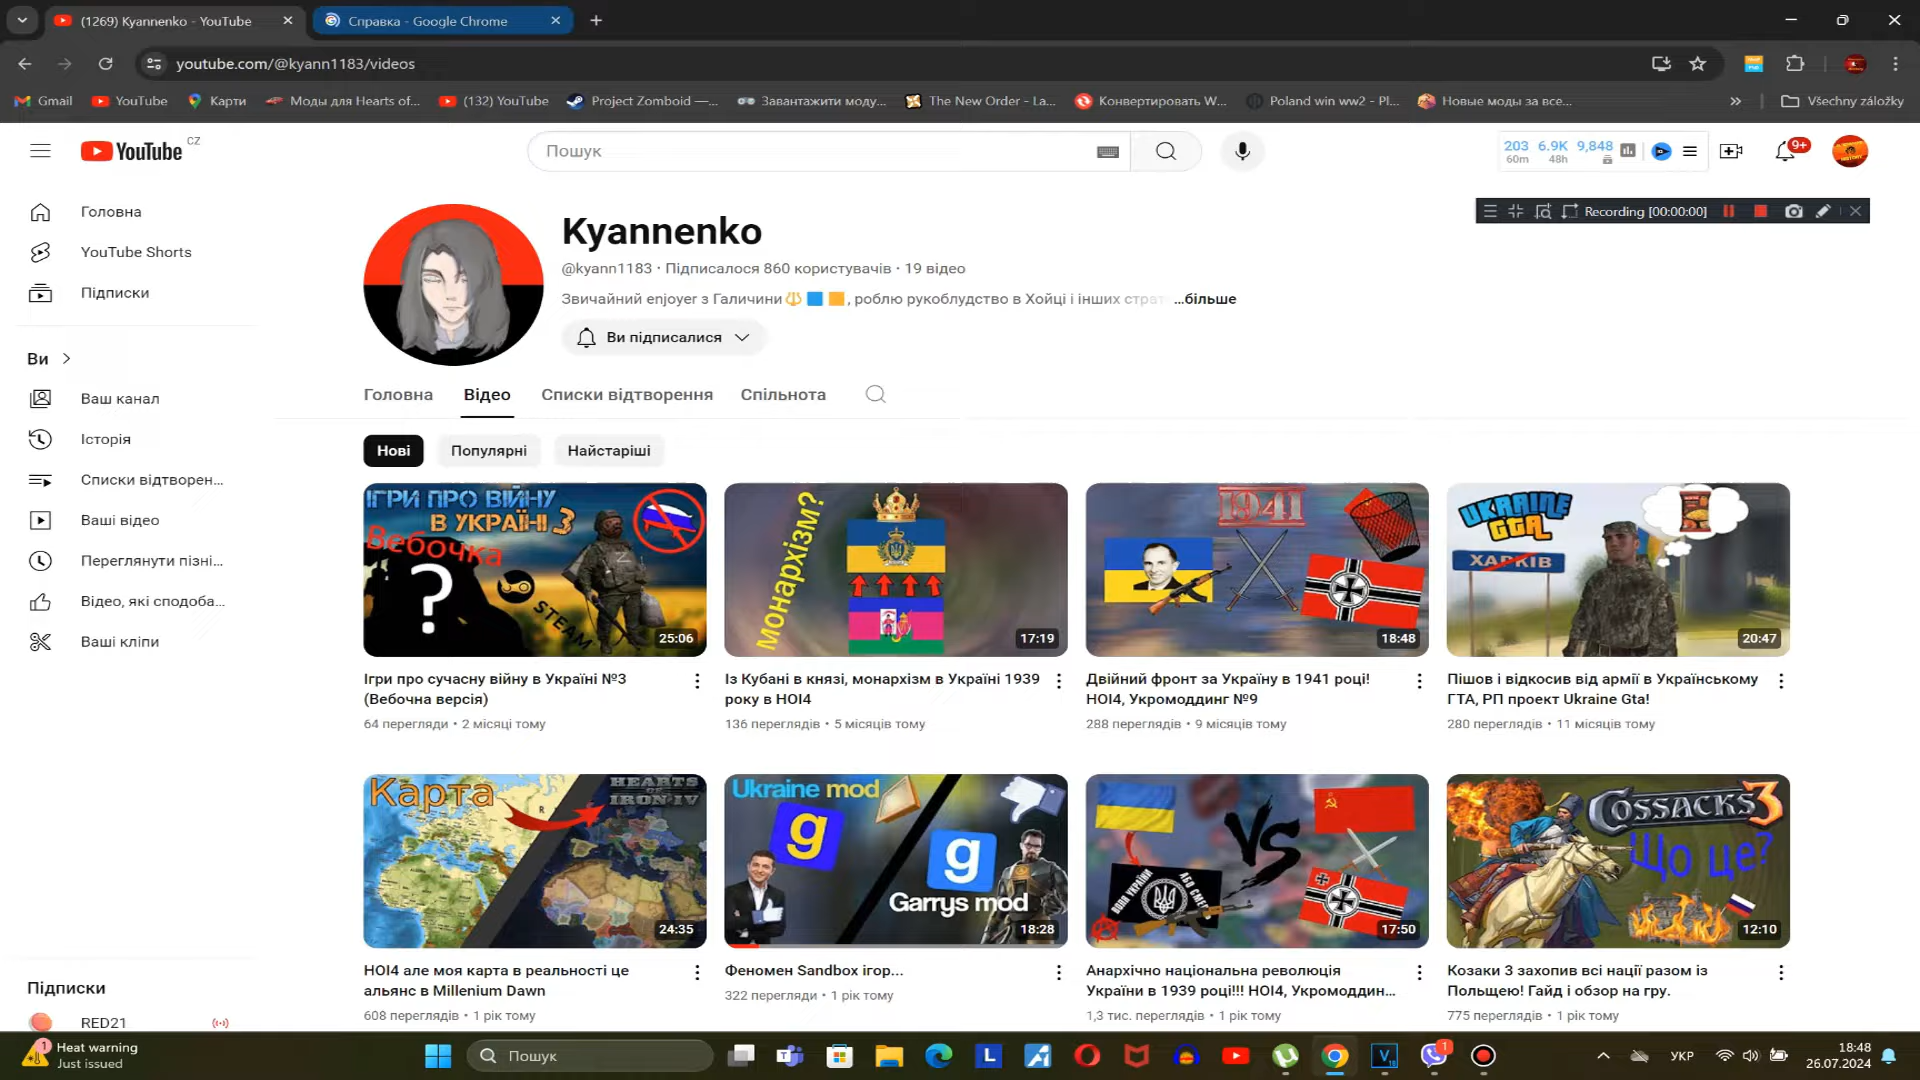 (1269) Kyannenko - YouTube
Справка - Google Chrome
youtube.com/@kyann1183/videos
Gmail
YouTube
Карти
Моды для Hearts of...
(132) YouTube
Project Zomboid —...
Завантажити моду...
The New Order - La...
Конвертировать W...
Poland win ww2 - Pl...
Новые моды за все...
Všechny záložky
YouTube CZ
Пошук
203 6.9K 9,848
60m 48h
9+
Recording [00:00:00]
Головна
YouTube Shorts
Підписки
Ви
Ваш канал
Історія
Списки відтворен...
Ваші відео
Переглянути пізні...
Відео, які сподоба...
Ваші кліпи
Підписки
RED21
Kyannenko
@kyann1183 · Підписалося 860 користувачів · 19 відео
Звичайний enjoyer з Галичини, роблю рукоблудство в Хойці і інших страт ...більше
Ви підписалися
Головна
Відео
Списки відтворення
Спільнота
Нові
Популярні
Найстаріші
ІГРИ ПРО ВІЙНУ
В УКРАЇНІ 3
Вебочка
?
STEAM
Z
25:06
Ігри про сучасну війну в Україні №3
(Вебочна версія)
64 перегляди · 2 місяці тому
монархізм?
17:19
Із Кубані в князі, монархізм в Україні 1939
року в HOI4
136 переглядів · 5 місяців тому
1941
18:48
Двійний фронт за Україну в 1941 році!
HOI4, Укромоддинг №9
288 переглядів · 9 місяців тому
UKRAINE
GTA
ХАРКІВ
20:47
Пішов і відкосив від армії в Українському
ГТА, РП проект Ukraine Gta!
280 переглядів · 11 місяців тому
Карта
HEARTS
OF
IRON IV
24:35
HOI4 але моя карта в реальності це
альянс в Millenium Dawn
608 переглядів · 1 рік тому
Ukraine mod
g
g
Garrys mod
18:28
Феномен Sandbox ігор...
322 перегляди · 1 рік тому
VS
ВОЛЯ УКРАЇНИ
АБО СМЕР
17:50
Анархічно національна революція
України в 1939 році!!! HOI4, Укромоддин...
1,3 тис. переглядів · 1 рік тому
COSSACKS 3
Що це?
12:10
Козаки 3 захопив всі нації разом із
Польщею! Гайд і обзор на гру.
775 переглядів · 1 рік тому
1
Heat warning
Just issued
Пошук
L
V
18
1
УКР
18:48
26.07.2024